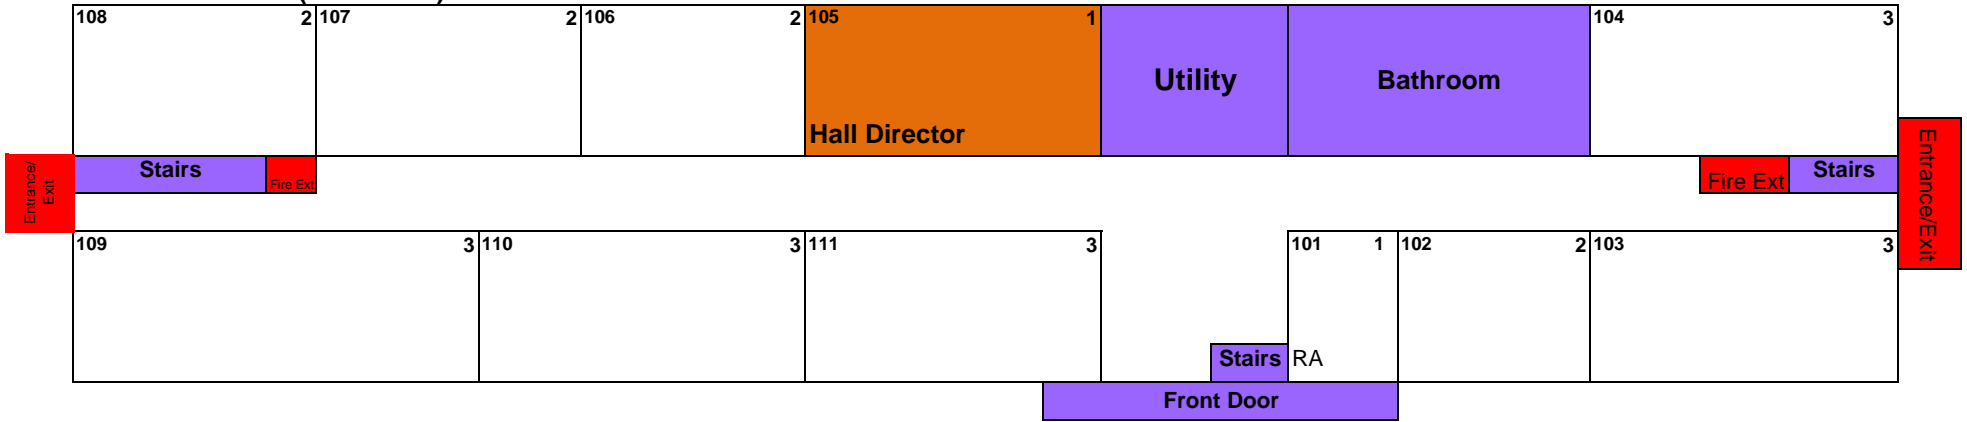 108 2 107 2 106 2 105 1 104 3
Utility
Bathroom
Hall Director
Entrance/
Exit
Stairs
Fire Ext
Fire Ext
Stairs
Entrance/Exit
109 3 110 3 111 3 101 1 102 2 103 3
Stairs
RA
Front Door